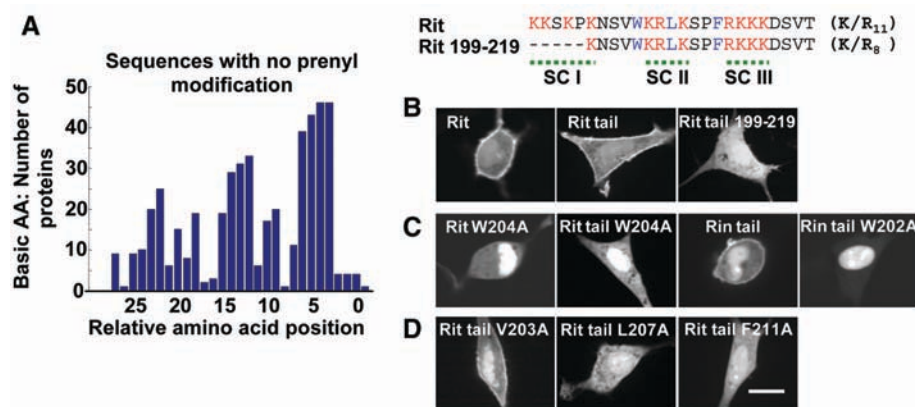 A
Sequences with no prenyl
modification
Basic AA: Number of
proteins
50
40
30
20
10
0
25 20 15 10 5 0
Relative amino acid position
Rit KKSKPKNSVWKRLKSPFRKKKDSVT (K/R11)
Rit 199-219 ------KNSVWKRLKSPFRKKKDSVT (K/R8)
SC I SC II SC III
B
Rit Rit tail Rit tail 199-219
C
Rit W204A Rit tail W204A Rin tail Rin tail W202A
D
Rit tail V203A Rit tail L207A Rit tail F211A